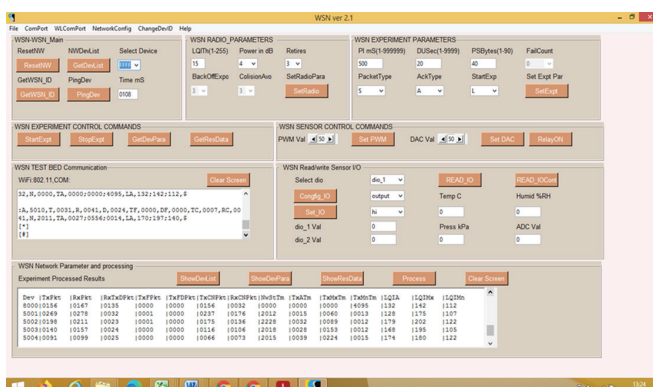 WSN ver 2.1
File ComPort WLComPort NetworkConfig ChangeDevID Help
WSN-WSN_Main
ResetNW NWDevList Select Device
ResetNW GetDevList
GetWSN_ID PingDev Time mS
GetWSN_ID PingDev 0108
WSN RADIO_PARAMETERS
LQITh(1-255) Power in dB Retires
15 4 3
BackOffExpo ColisionAvo SetRadioPara
3 3 SetRadio
WSN EXPERIMENT PARAMETERS
PI mS(1-999999) DUSec(1-9999) PSBytes(1-90) FailCount
500 20 40 0
PacketType AckType StartExp Set Expt Par
S A L SetExpt
WSN EXPERIMENT CONTROL COMMANDS
StartExpt StopExpt GetDevPara GetResData
WSN SENSOR CONTROL COMMANDS
PWM Val 50 Set PWM DAC Val 50 Set DAC RelayON
WSN TEST BED Communication
WiFi 802.11.COM: Clear Screen
32,N,0000,TA,0000;0000;4095,LA,132;142;112,$
:A,5010,T,0031,R,0041,D,0024,TF,0000,DF,0000,TC,0007,RC,00
41,N,2011,TA,0027;0556;0014,LA,170;197;140,$
[*]
[#]
WSN Read/write Sensor I/O
Select dio dio_1 READ_IO READ_IOCont
Congfig_IO output Temp C Humid %RH
Set_IO hi 0 0
dio_1 Val 0 Press kPa ADC Val
dio_2 Val 0 0 0
WSN Network Parameter and processing
Experiment Processed Results ShowDevList ShowDevPara ShowResData Process Clear Screen
Dev |TxPkt |RxPkt |RxTxDPkt|TxFPkt |TxFDPkt|TxCNPkt|RxCNPkt|NwStTm |TxATm |TxMxTm |TxMnTm |LQIA |LQIMx |LQIMn
8000|0156 |0167 |0135 |0000 |0000 |0156 |0032 |0000 |0000 |0000 |4095 |132 |142 |112
5001|0269 |0278 |0032 |0001 |0000 |0237 |0176 |2012 |0015 |0060 |0013 |128 |175 |107
5002|0198 |0211 |0023 |0001 |0000 |0175 |0136 |2228 |0032 |0089 |0012 |179 |202 |122
5003|0140 |0157 |0024 |0000 |0000 |0116 |0106 |2018 |0028 |0153 |0012 |168 |195 |105
5004|0091 |0099 |0025 |0000 |0000 |0066 |0073 |2015 |0039 |0224 |0015 |174 |180 |122
13:24